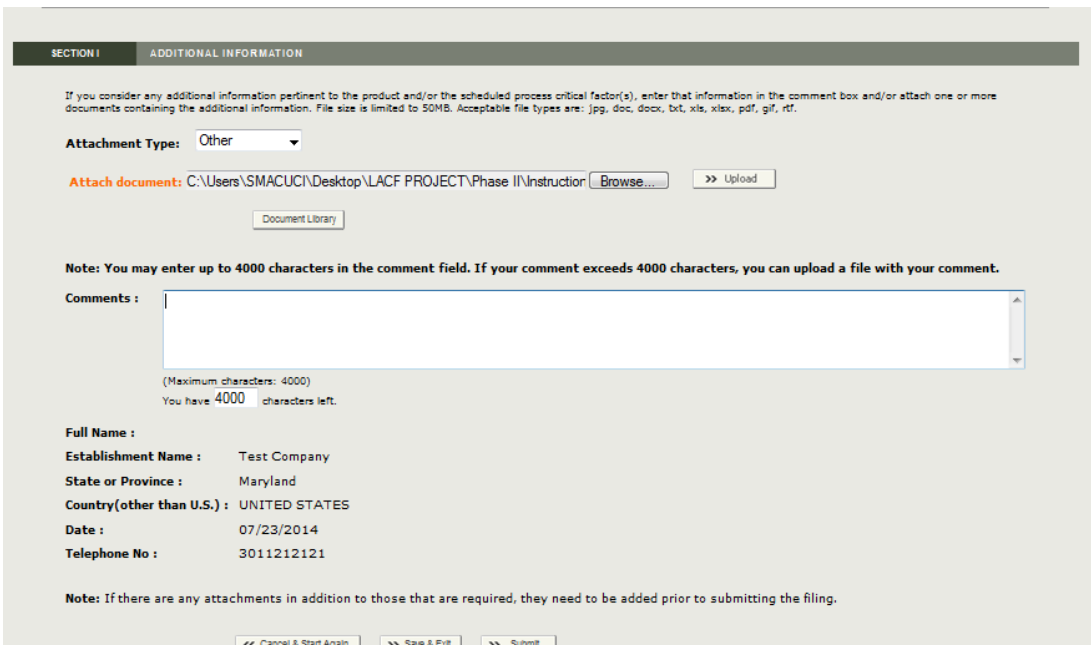 SECTION I ADDITIONAL INFORMATION
If you consider any additional information pertinent to the product and/or the scheduled process critical factor(s), enter that information in the comment box and/or attach one or more
documents containing the additional information. File size is limited to 50MB. Acceptable file types are: jpg, doc, docx, txt, xls, xlsx, pdf, gif, rtf.
Attachment Type: Other
Attach document: C:\Users\SMACUCI\Desktop\LACF PROJECT\Phase II\Instruction Browse... >> Upload
Document Library
Note: You may enter up to 4000 characters in the comment field. If your comment exceeds 4000 characters, you can upload a file with your comment.
Comments :
(Maximum characters: 4000)
You have 4000 characters left.
Full Name :
Establishment Name : Test Company
State or Province : Maryland
Country(other than U.S.) : UNITED STATES
Date : 07/23/2014
Telephone No : 3011212121
Note: If there are any attachments in addition to those that are required, they need to be added prior to submitting the filing.
<< Cancel & Start Again >> Save & Exit >> Submit